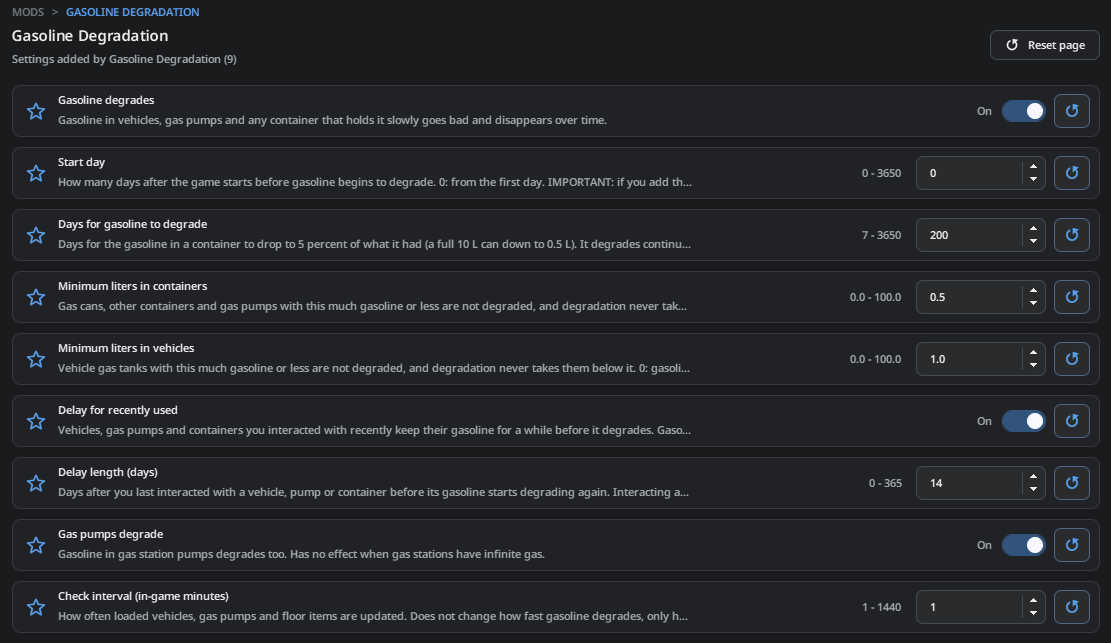 MODS > GASOLINE DEGRADATION
Gasoline Degradation
Settings added by Gasoline Degradation (9)
Reset page
Gasoline degrades
Gasoline in vehicles, gas pumps and any container that holds it slowly goes bad and disappears over time.
On
Start day
How many days after the game starts before gasoline begins to degrade. 0: from the first day. IMPORTANT: if you add th...
0 - 3650
0
Days for gasoline to degrade
Days for the gasoline in a container to drop to 5 percent of what it had (a full 10 L can down to 0.5 L). It degrades continu...
7 - 3650
200
Minimum liters in containers
Gas cans, other containers and gas pumps with this much gasoline or less are not degraded, and degradation never tak...
0.0 - 100.0
0.5
Minimum liters in vehicles
Vehicle gas tanks with this much gasoline or less are not degraded, and degradation never takes them below it. 0: gasoli...
0.0 - 100.0
1.0
Delay for recently used
Vehicles, gas pumps and containers you interacted with recently keep their gasoline for a while before it degrades. Gaso...
On
Delay length (days)
Days after you last interacted with a vehicle, pump or container before its gasoline starts degrading again. Interacting a...
0 - 365
14
Gas pumps degrade
Gasoline in gas station pumps degrades too. Has no effect when gas stations have infinite gas.
On
Check interval (in-game minutes)
How often loaded vehicles, gas pumps and floor items are updated. Does not change how fast gasoline degrades, only h...
1 - 1440
1